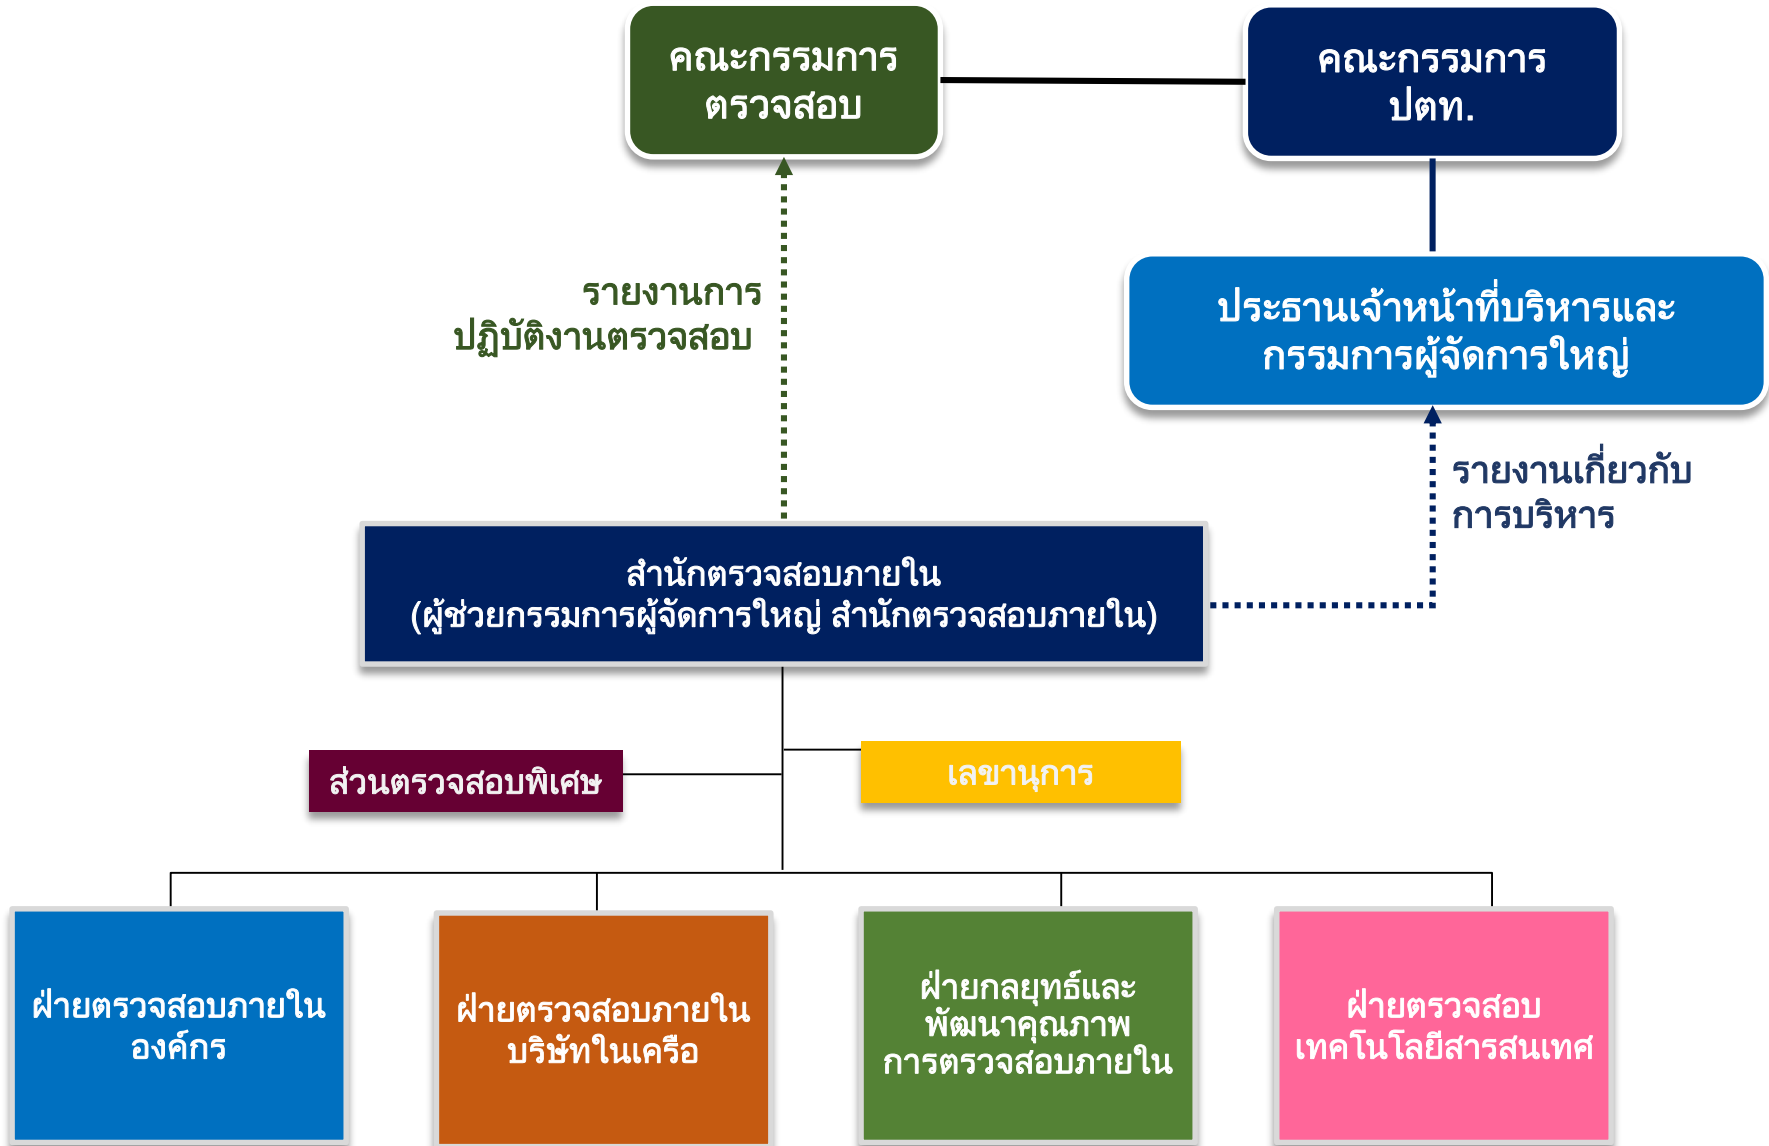 คณะกรรมการ
ตรวจสอบ
คณะกรรมการ
ปตท.
รายงานการ
ปฏิบัติงานตรวจสอบ
ประธานเจ้าหน้าที่บริหารและ
กรรมการผู้จัดการใหญ่
รายงานเกี่ยวกับ
การบริหาร
สำนักตรวจสอบภายใน
(ผู้ช่วยกรรมการผู้จัดการใหญ่ สำนักตรวจสอบภายใน)
ส่วนตรวจสอบพิเศษ
เลขานุการ
ฝ่ายตรวจสอบภายใน
องค์กร
ฝ่ายตรวจสอบภายใน
บริษัทในเครือ
ฝ่ายกลยุทธ์และ
พัฒนาคุณภาพ
การตรวจสอบภายใน
ฝ่ายตรวจสอบ
เทคโนโลยีสารสนเทศ